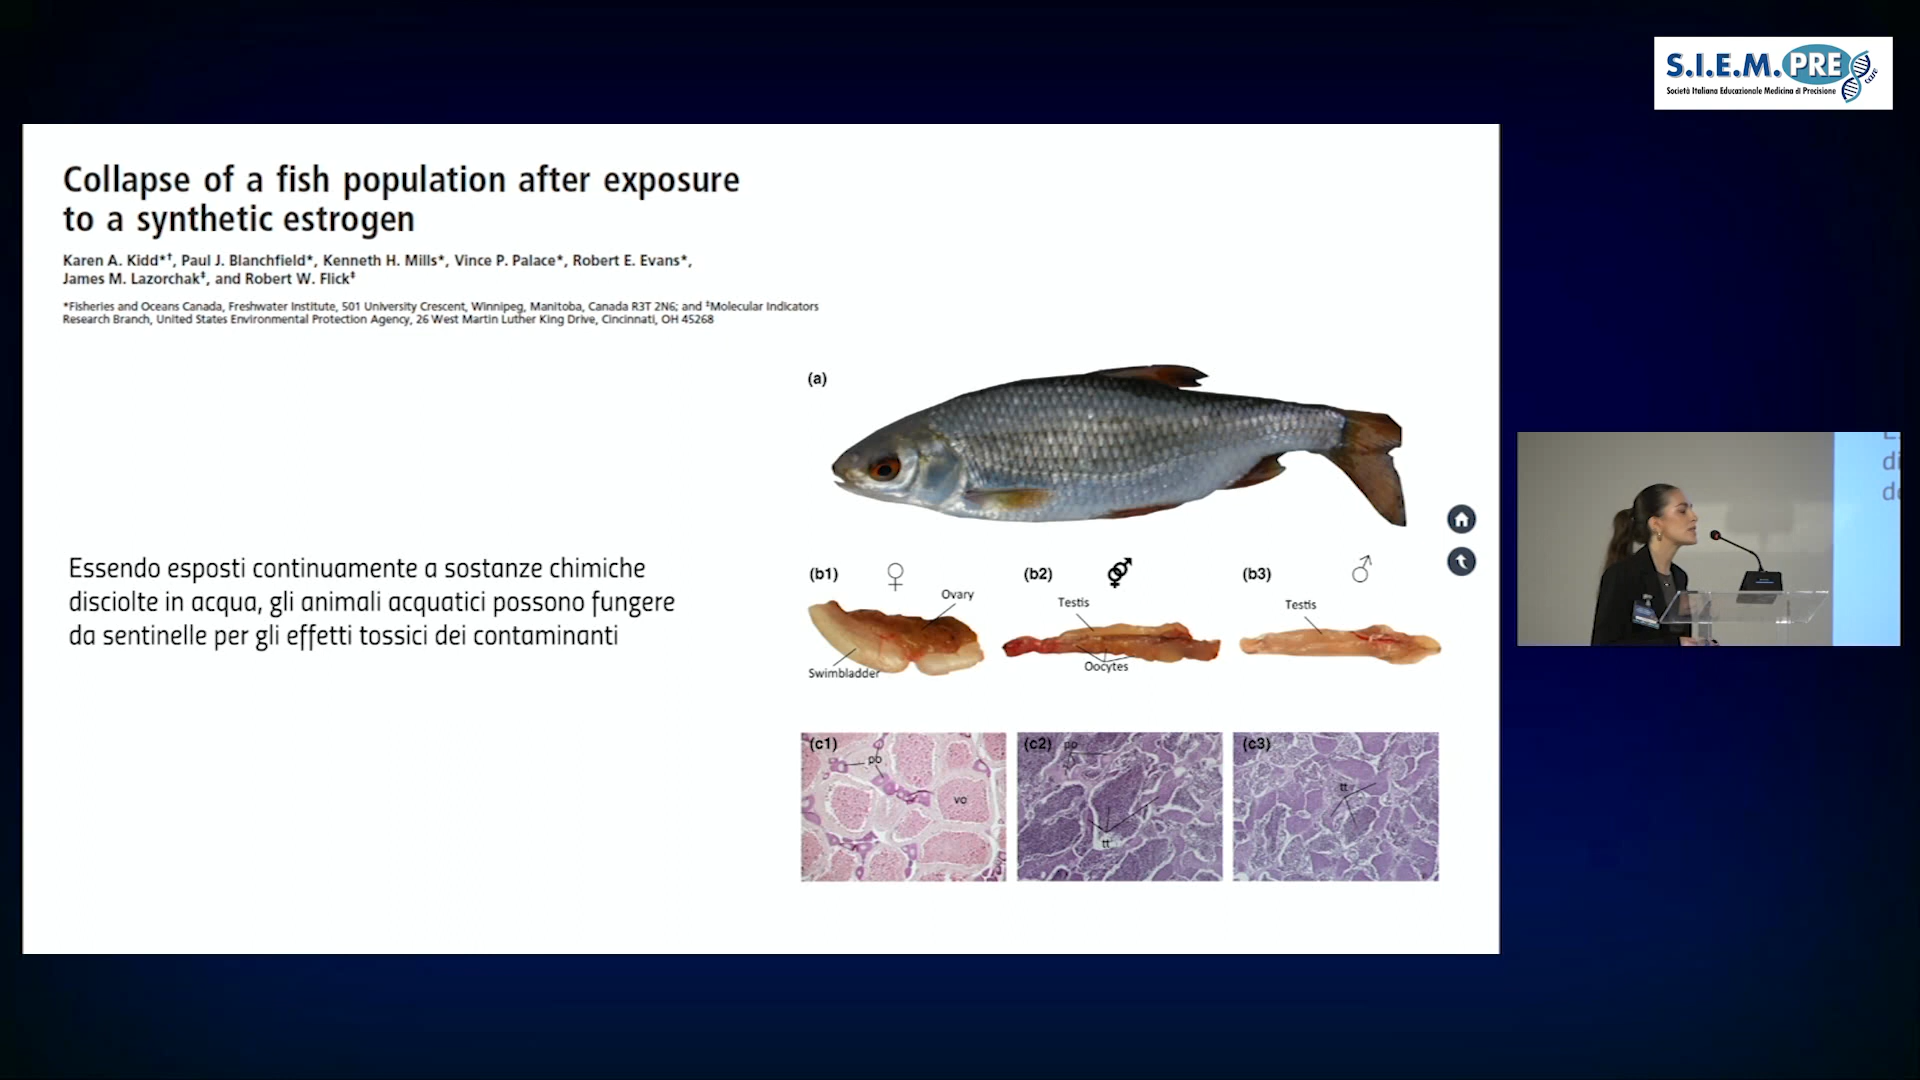 S.I.E.M.PRE
care
Società Italiana Educazionale Medicina di Precisione
Collapse of a fish population after exposure
to a synthetic estrogen
Karen A. Kidd*†, Paul J. Blanchfield*, Kenneth H. Mills*, Vince P. Palace*, Robert E. Evans*,
James M. Lazorchak‡, and Robert W. Flick‡
*Fisheries and Oceans Canada, Freshwater Institute, 501 University Crescent, Winnipeg, Manitoba, Canada R3T 2N6; and ‡Molecular Indicators
Research Branch, United States Environmental Protection Agency, 26 West Martin Luther King Drive, Cincinnati, OH 45268
(a)
Essendo esposti continuamente a sostanze chimiche
disciolte in acqua, gli animali acquatici possono fungere
da sentinelle per gli effetti tossici dei contaminanti
(b1) ♀
Ovary
Swimbladder
(b2) ⚤
Testis
Oocytes
(b3) ♂
Testis
(c1)
po
vo
(c2) po
tt
(c3)
tt
di
de